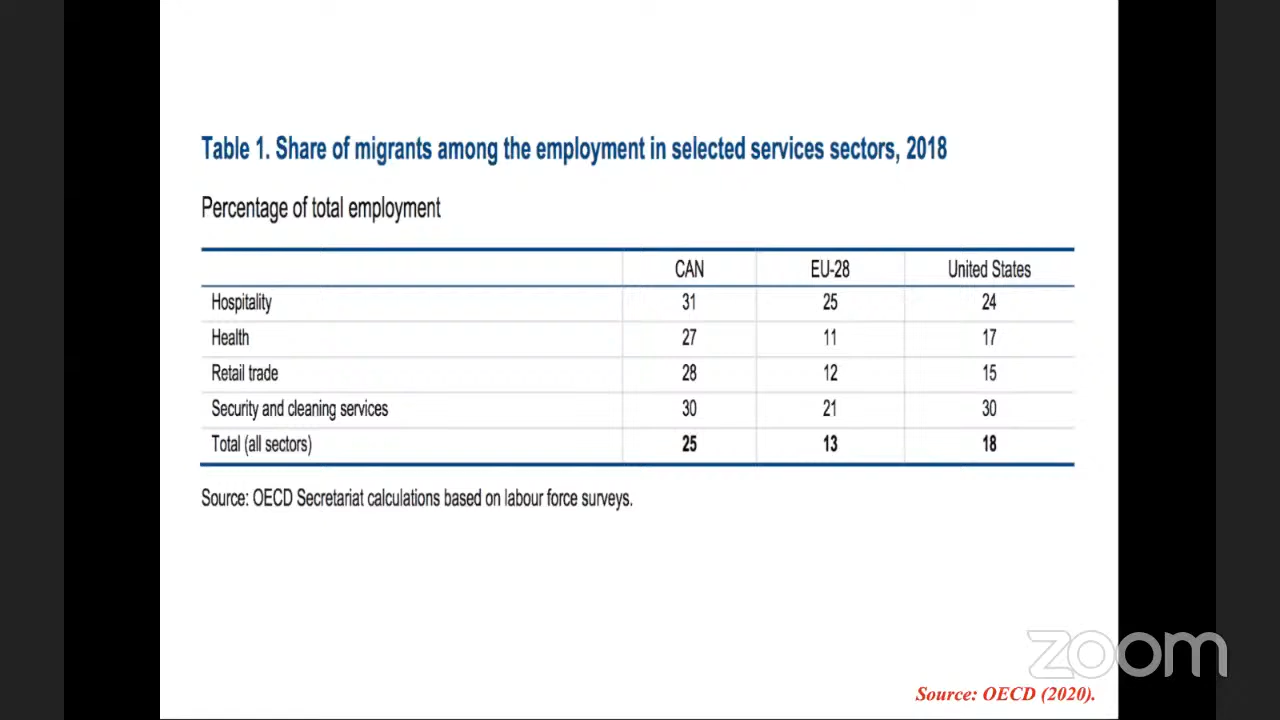 Table 1. Share of migrants among the employment in selected services sectors, 2018
Percentage of total employment
CAN EU-28 United States
Hospitality 31 25 24
Health 27 11 17
Retail trade 28 12 15
Security and cleaning services 30 21 30
Total (all sectors) 25 13 18
Source: OECD Secretariat calculations based on labour force surveys.
zoom
Source: OECD (2020).